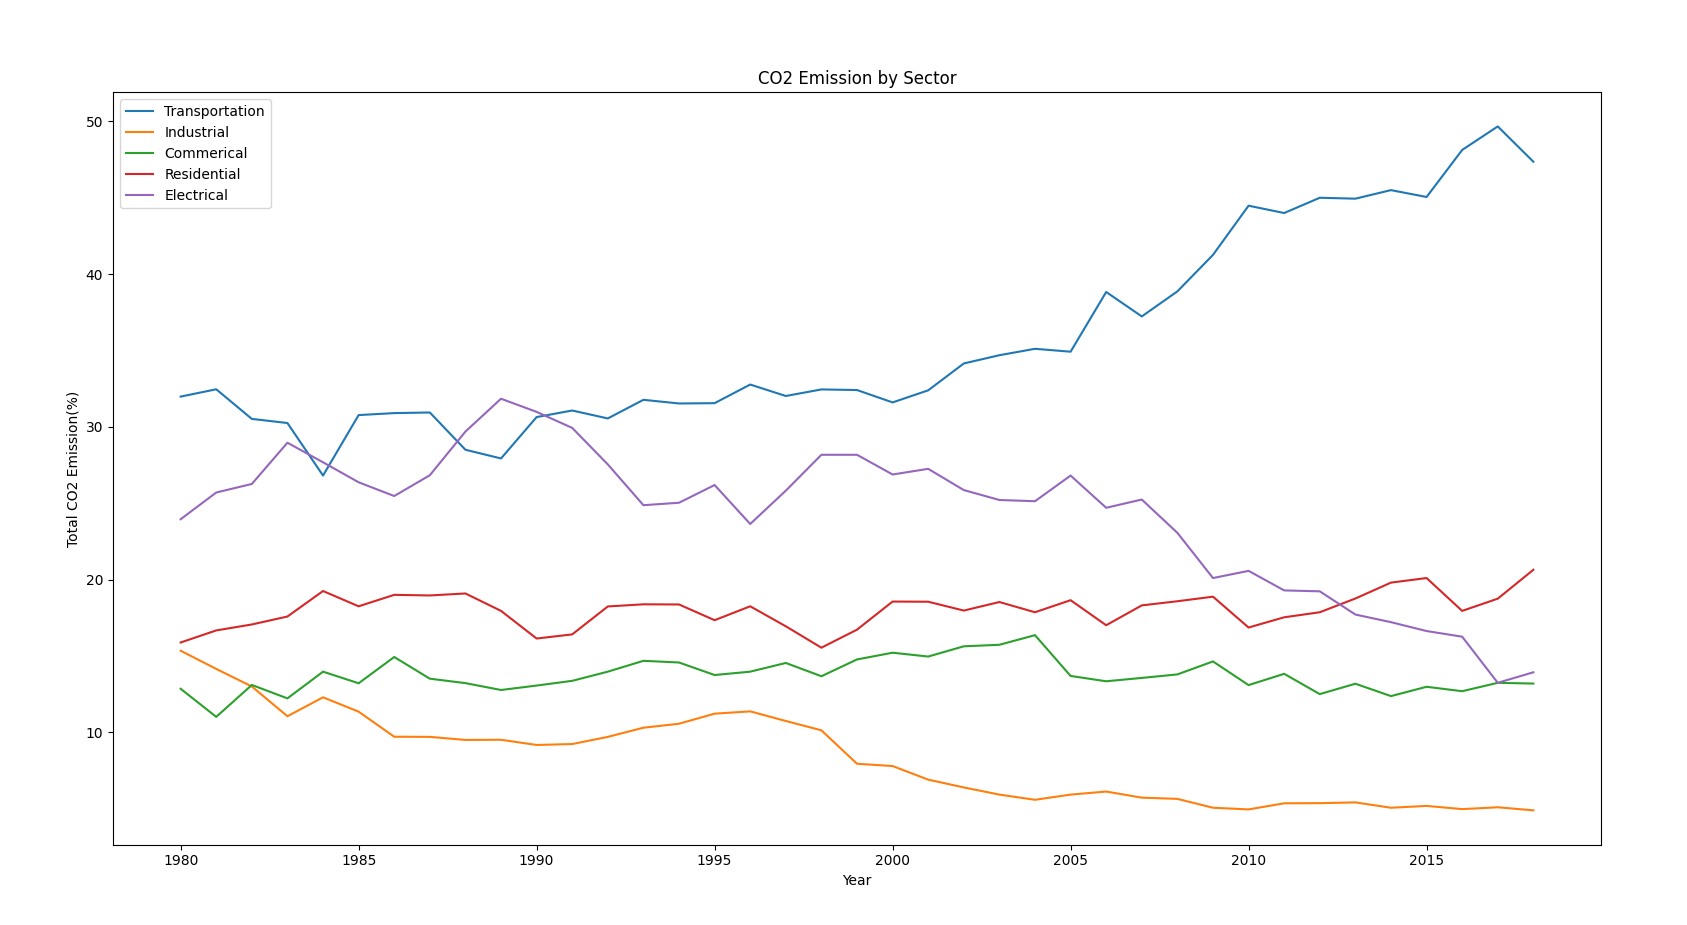 CO2 Emission by Sector
Transportation
Industrial
Commerical
Residential
Electrical
Total CO2 Emission(%)
50
40
30
20
10
1980 1985 1990 1995 2000 2005 2010 2015
Year